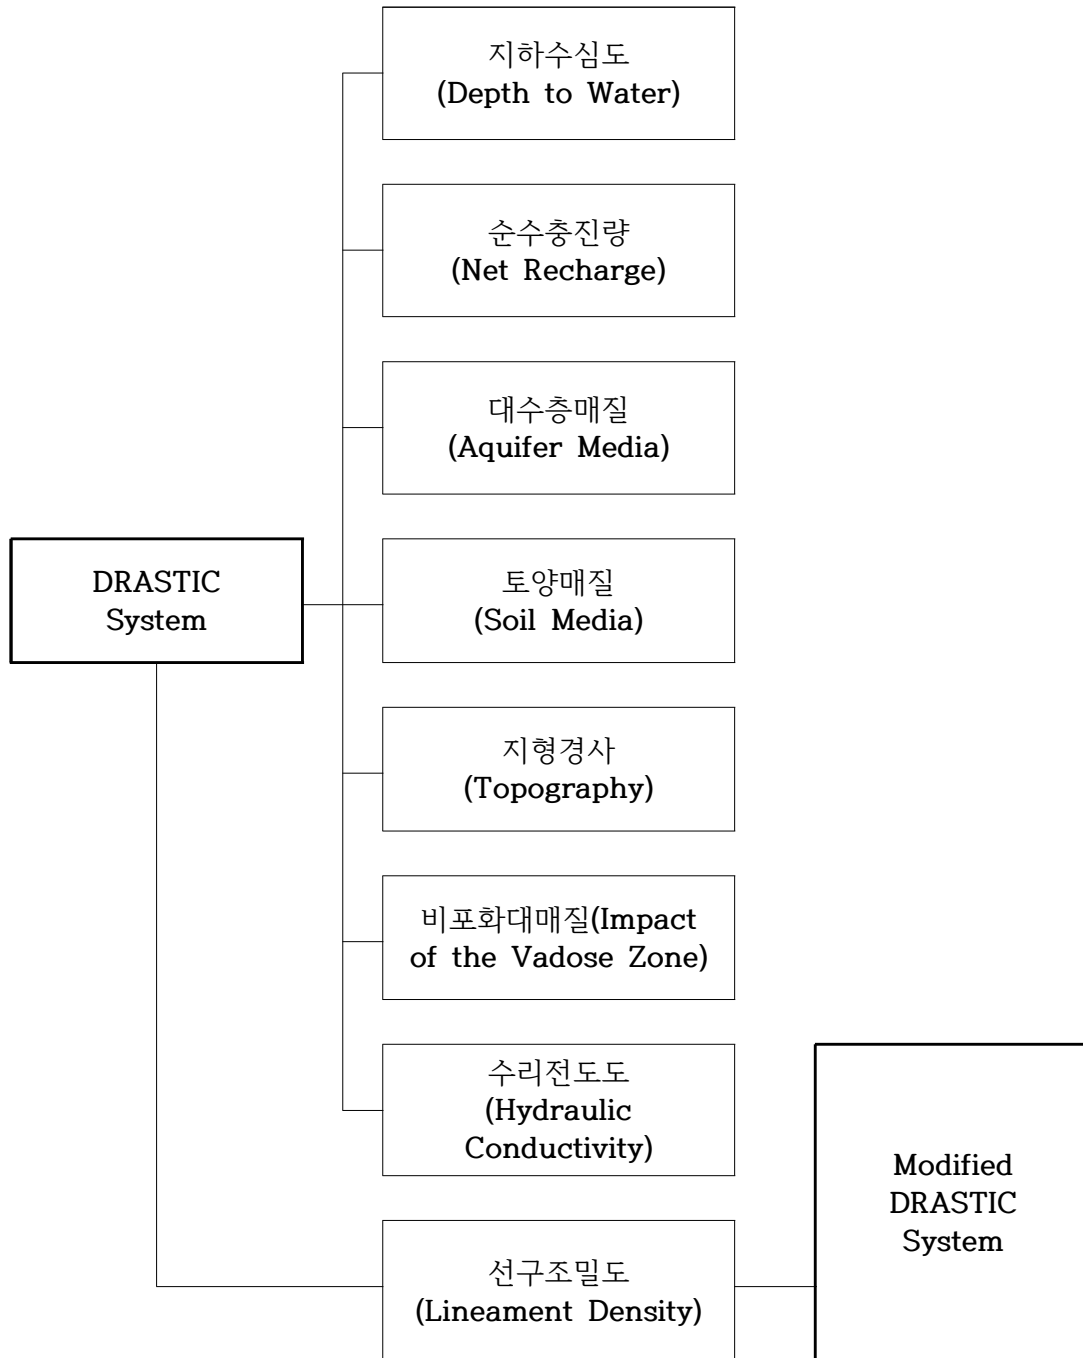 지하수심도
(Depth to Water)
순수충진량
(Net Recharge)
대수층매질
(Aquifer Media)
DRASTIC
System
토양매질
(Soil Media)
지형경사
(Topography)
비포화대매질(Impact
of the Vadose Zone)
수리전도도
(Hydraulic
Conductivity)
Modified
DRASTIC
System
선구조밀도
(Lineament Density)